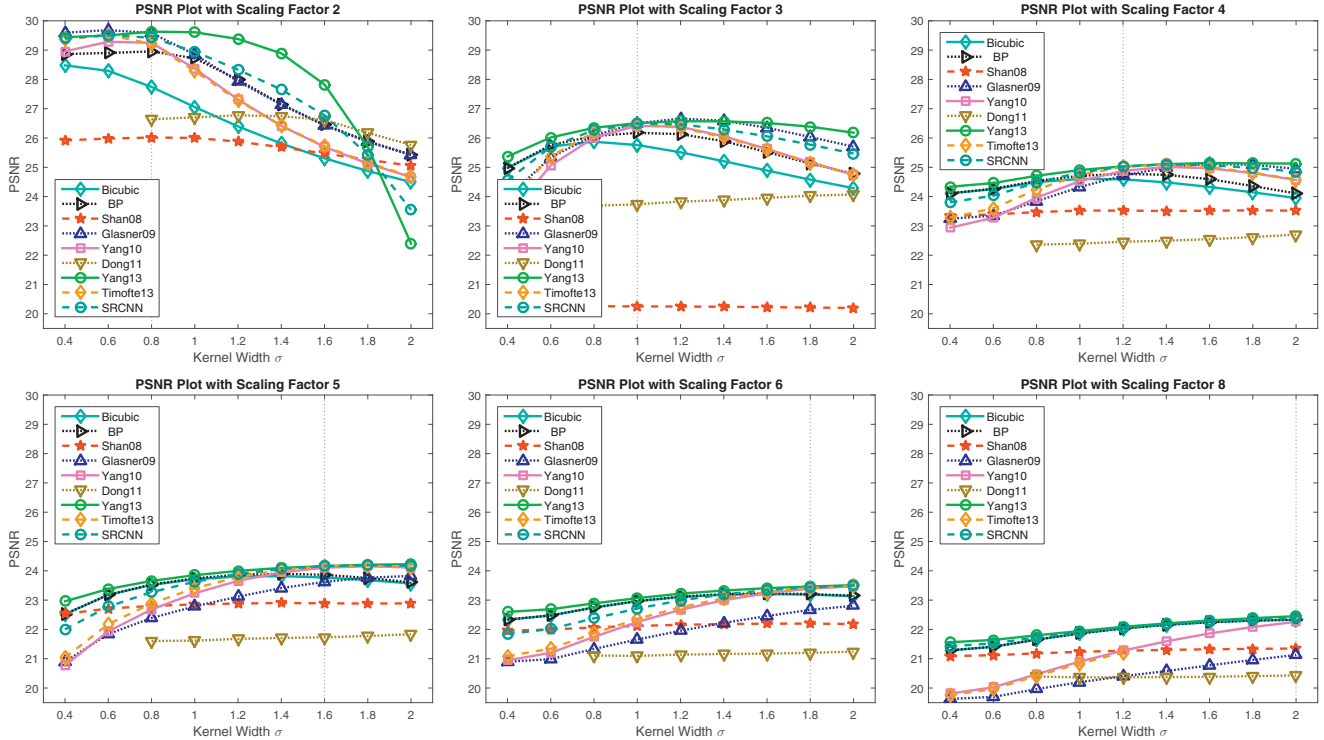 PSNR Plot with Scaling Factor 2
30
29
28
27
26
25
24
23
22
21
20
PSNR
Bicubic
BP
Shan08
Glasner09
Yang10
Dong11
Yang13
Timofte13
SRCNN
0.4 0.6 0.8 1 1.2 1.4 1.6 1.8 2
Kernel Width σ
PSNR Plot with Scaling Factor 3
30
29
28
27
26
25
24
23
22
21
20
PSNR
Bicubic
BP
Shan08
Glasner09
Yang10
Dong11
Yang13
Timofte13
SRCNN
0.4 0.6 0.8 1 1.2 1.4 1.6 1.8 2
Kernel Width σ
PSNR Plot with Scaling Factor 4
30
29
28
27
26
25
24
23
22
21
20
PSNR
Bicubic
BP
Shan08
Glasner09
Yang10
Dong11
Yang13
Timofte13
SRCNN
0.4 0.6 0.8 1 1.2 1.4 1.6 1.8 2
Kernel Width σ
PSNR Plot with Scaling Factor 5
30
29
28
27
26
25
24
23
22
21
20
PSNR
Bicubic
BP
Shan08
Glasner09
Yang10
Dong11
Yang13
Timofte13
SRCNN
0.4 0.6 0.8 1 1.2 1.4 1.6 1.8 2
Kernel Width σ
PSNR Plot with Scaling Factor 6
30
29
28
27
26
25
24
23
22
21
20
PSNR
Bicubic
BP
Shan08
Glasner09
Yang10
Dong11
Yang13
Timofte13
SRCNN
0.4 0.6 0.8 1 1.2 1.4 1.6 1.8 2
Kernel Width σ
PSNR Plot with Scaling Factor 8
30
29
28
27
26
25
24
23
22
21
20
PSNR
Bicubic
BP
Shan08
Glasner09
Yang10
Dong11
Yang13
Timofte13
SRCNN
0.4 0.6 0.8 1 1.2 1.4 1.6 1.8 2
Kernel Width σ